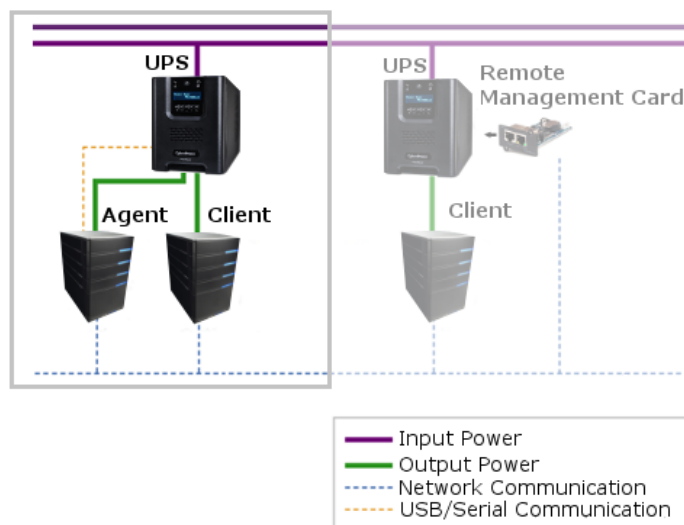 UPS
UPS
Remote
Management Card
Agent
Client
Client
Input Power
Output Power
Network Communication
USB/Serial Communication